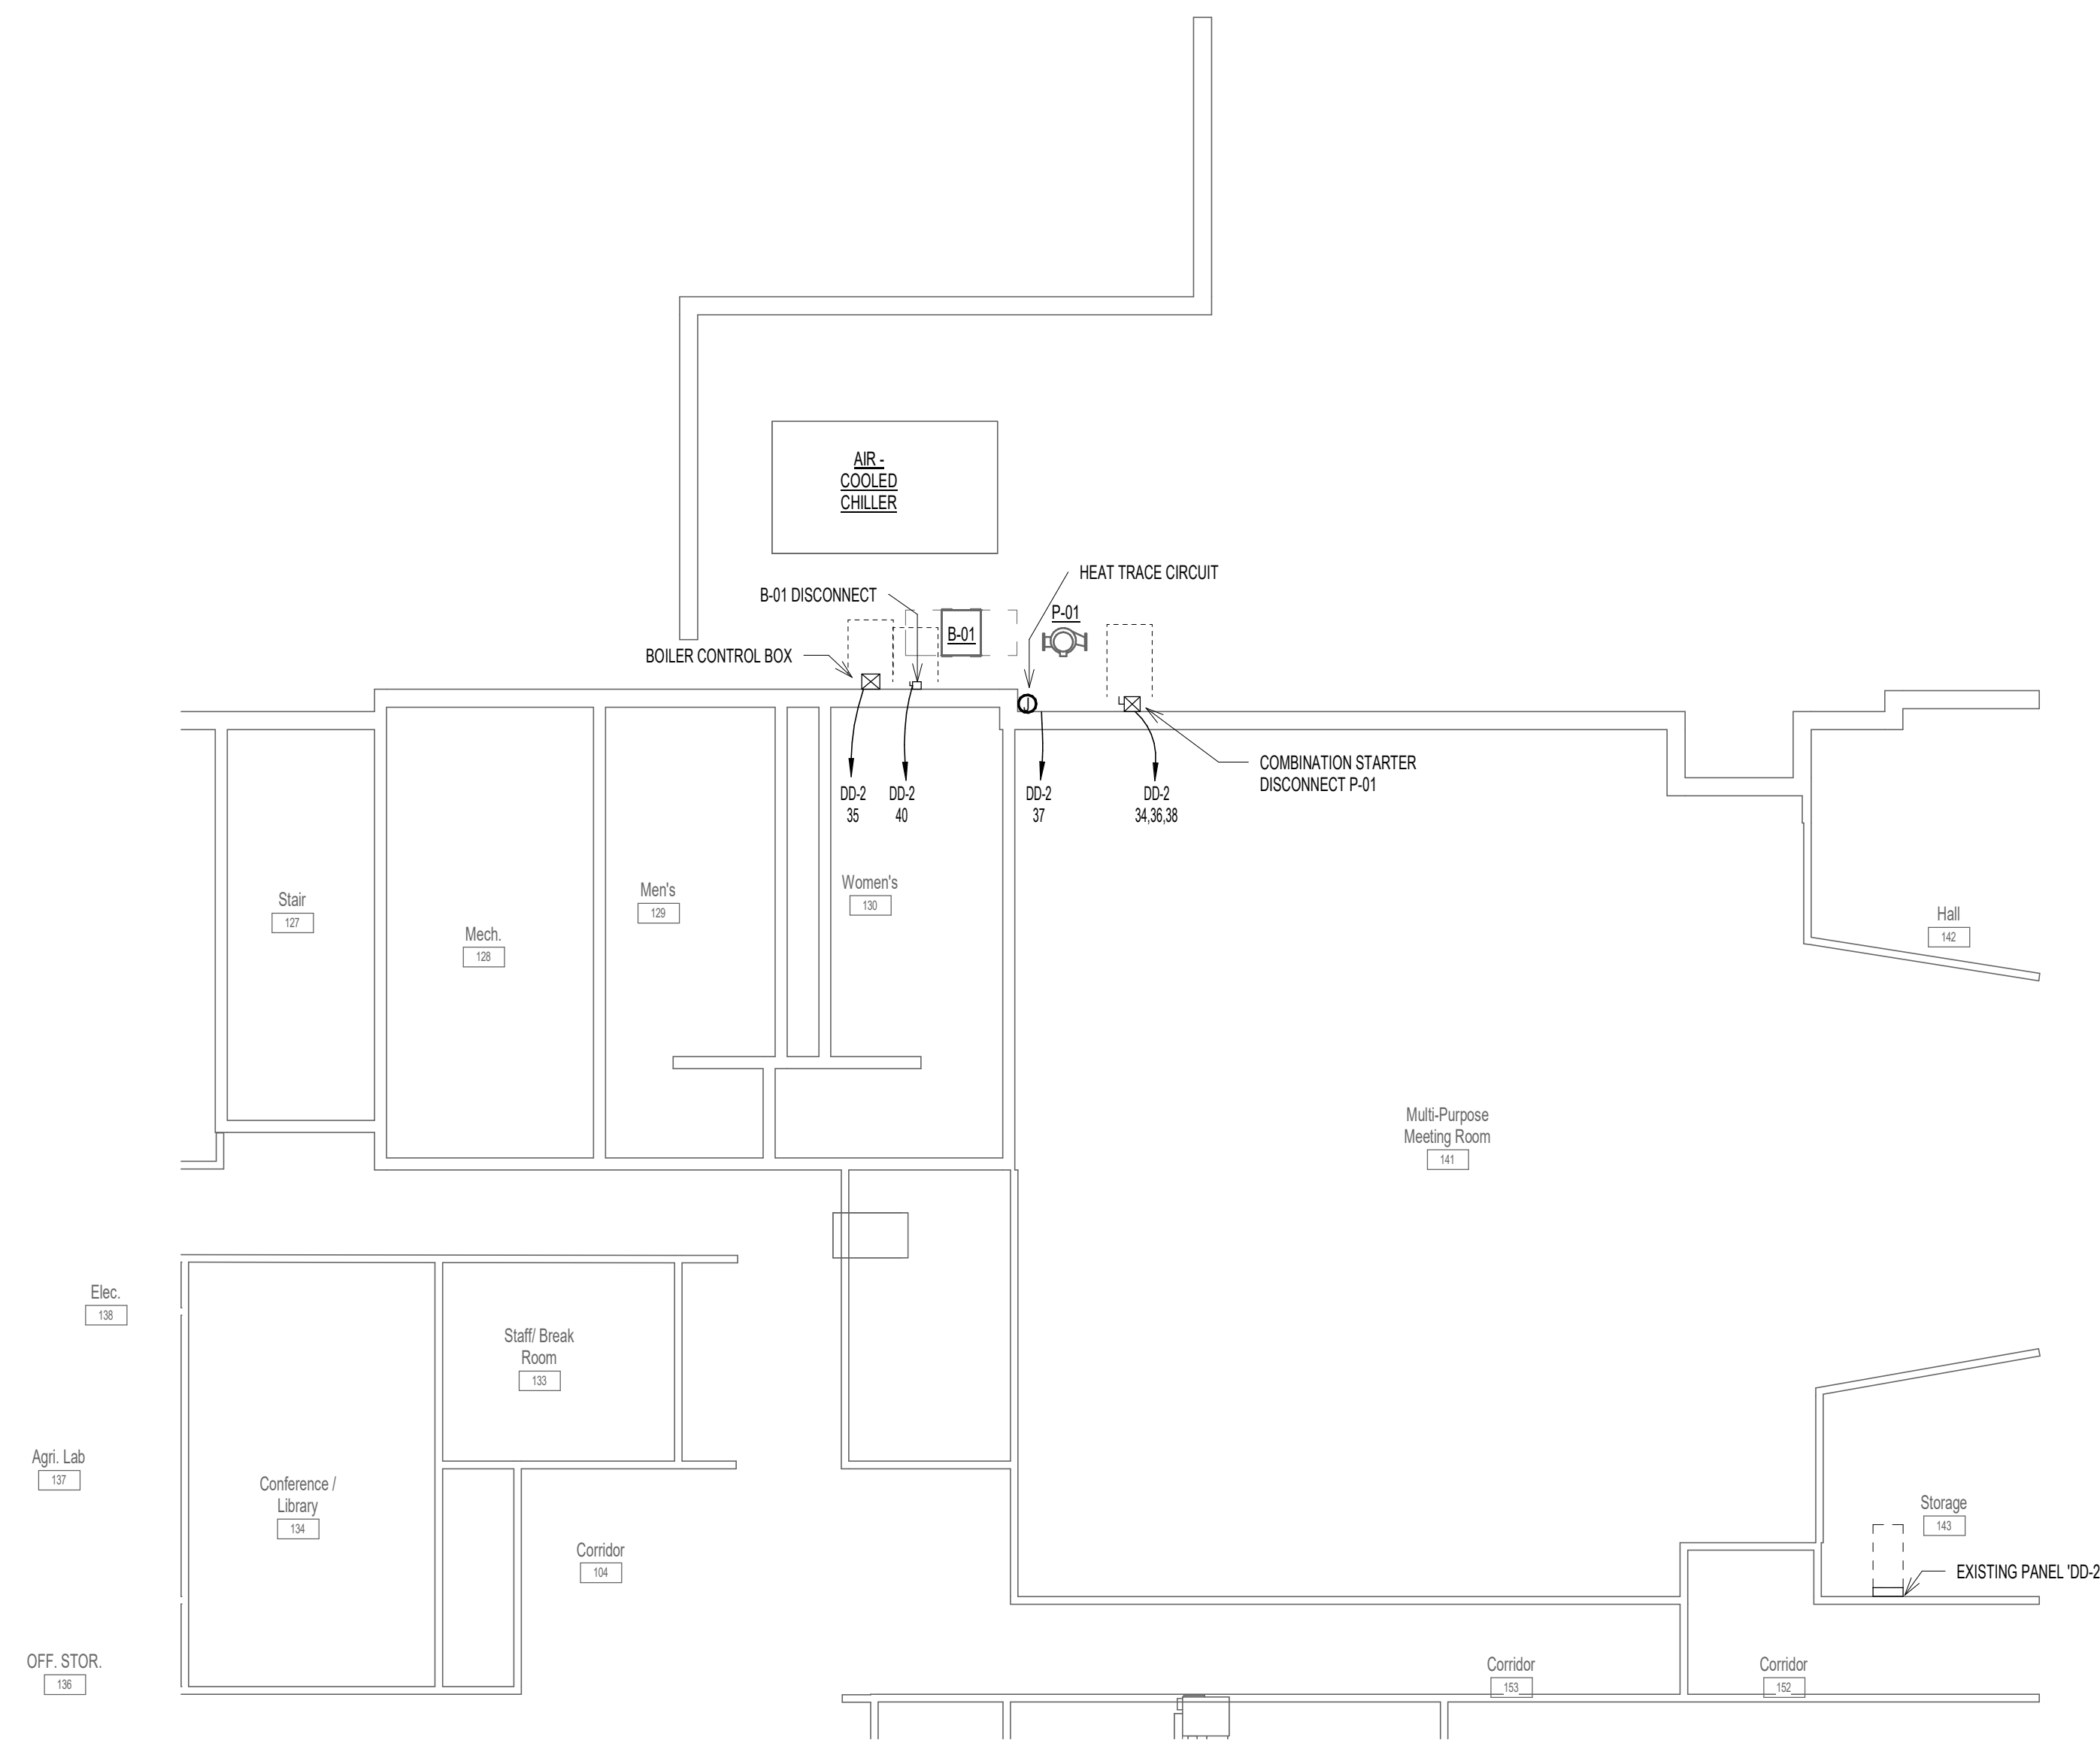 AIR -
COOLED
CHILLER
HEAT TRACE CIRCUIT
B-01 DISCONNECT
P-01
B-01
BOILER CONTROL BOX
COMBINATION STARTER
DISCONNECT P-01
DD-2
35
DD-2
40
DD-2
37
DD-2
34,36,38
Stair
127
Mech.
128
Men's
129
Women's
130
Hall
142
Multi-Purpose
Meeting Room
141
Elec.
138
Staff/ Break
Room
133
Agri. Lab
137
Conference /
Library
134
Corridor
104
Storage
143
EXISTING PANEL 'DD-2
OFF. STOR.
136
Corridor
153
Corridor
152